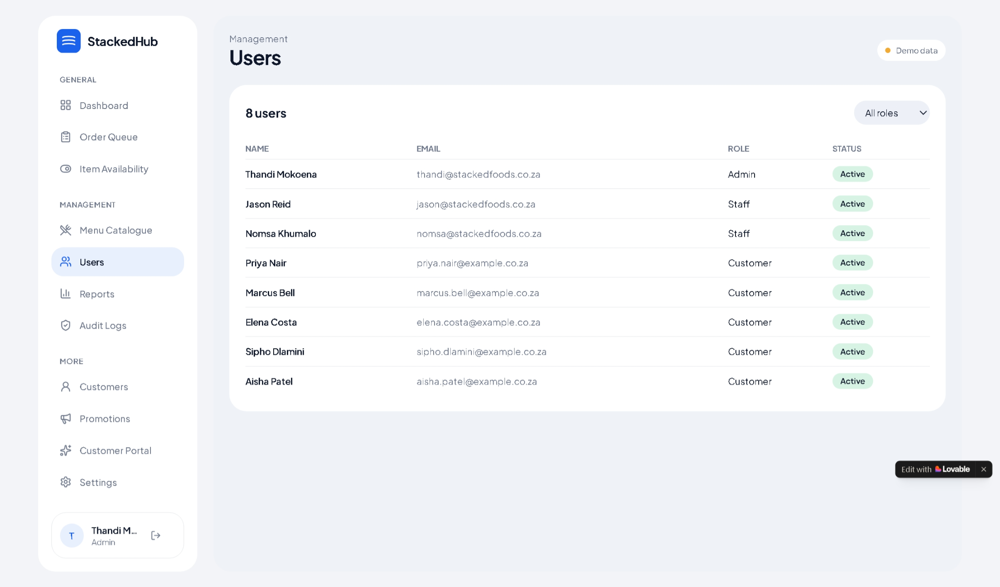 StackedHub
GENERAL
Dashboard
Order Queue
Item Availability
MANAGEMENT
Menu Catalogue
Users
Reports
Audit Logs
MORE
Customers
Promotions
Customer Portal
Settings
T
Thandi M...
Admin
Management
Users
Demo data
8 users
All roles
NAME EMAIL ROLE STATUS
Thandi Mokoena thandi@stackedfoods.co.za Admin Active
Jason Reid jason@stackedfoods.co.za Staff Active
Nomsa Khumalo nomsa@stackedfoods.co.za Staff Active
Priya Nair priya.nair@example.co.za Customer Active
Marcus Bell marcus.bell@example.co.za Customer Active
Elena Costa elena.costa@example.co.za Customer Active
Sipho Dlamini sipho.dlamini@example.co.za Customer Active
Aisha Patel aisha.patel@example.co.za Customer Active
Edit with Lovable